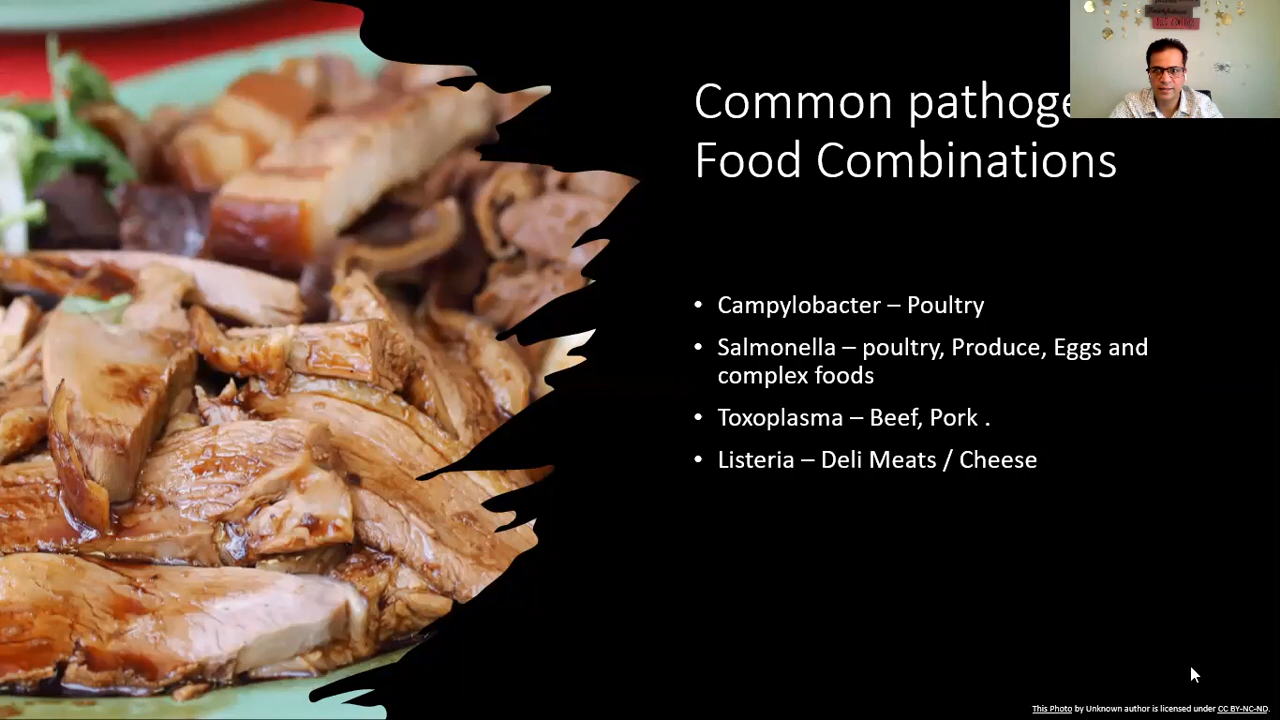 Common pathoge
Food Combinations
• Campylobacter – Poultry
• Salmonella – poultry, Produce, Eggs and
complex foods
• Toxoplasma – Beef, Pork .
• Listeria – Deli Meats / Cheese
This Photo by Unknown author is licensed under CC BY-NC-ND.